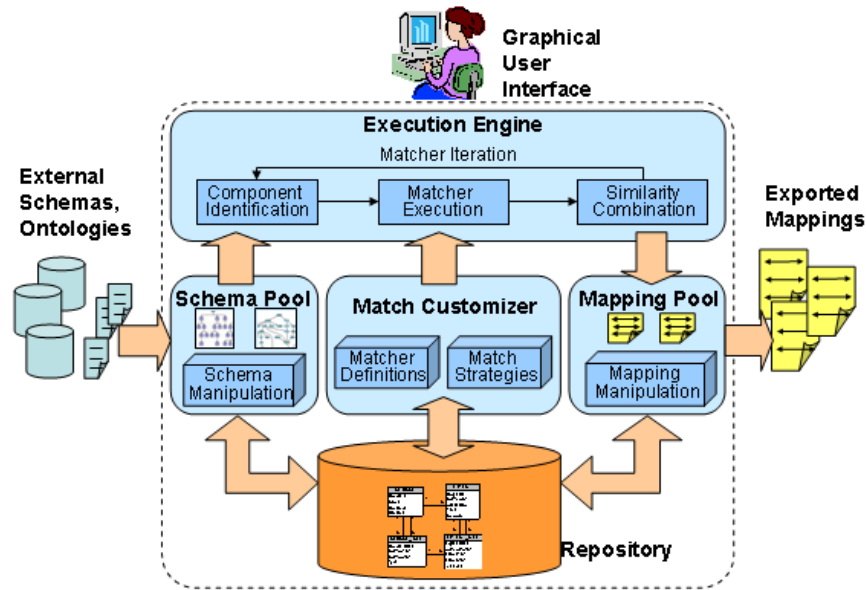 Graphical
User
Interface
Execution Engine
Matcher Iteration
Component
Identification
Matcher
Execution
Similarity
Combination
External
Schemas,
Ontologies
Exported
Mappings
Schema Pool
Match Customizer
Mapping Pool
Schema
Manipulation
Matcher
Definitions
Match
Strategies
Mapping
Manipulation
Repository